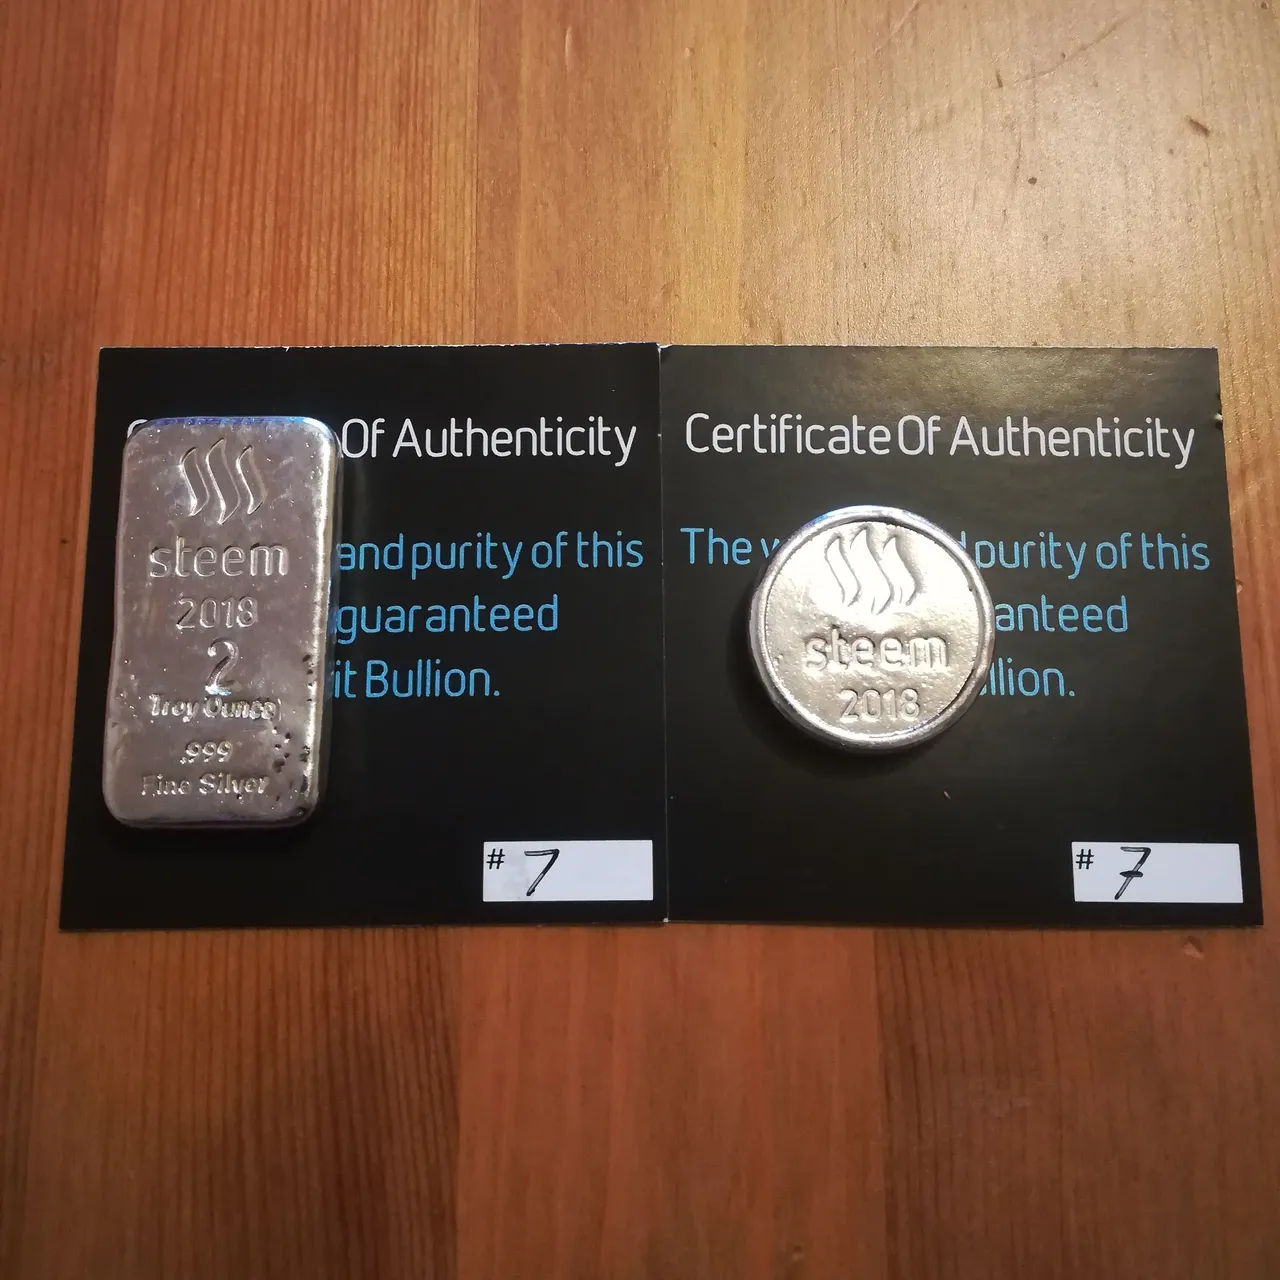 Of Authenticity
and purity of this
guaranteed
it Bullion.
# 7
steem
2018
2
Troy Ounce
.999
Fine Silver
Certificate Of Authenticity
The purity of this
anteed
llion.
# 7
steem
2018